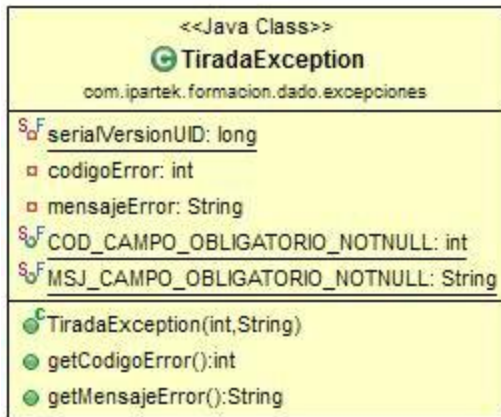 <<Java Class>>
C TiradaException
com.ipartek.formacion.dado.excepciones
S F serialVersionUID: long
codigoError: int
mensajeError: String
S F COD_CAMPO_OBLIGATORIO_NOTNULL: int
S F MSJ_CAMPO_OBLIGATORIO_NOTNULL: String
C TiradaException(int,String)
getCodigoError():int
getMensajeError():String